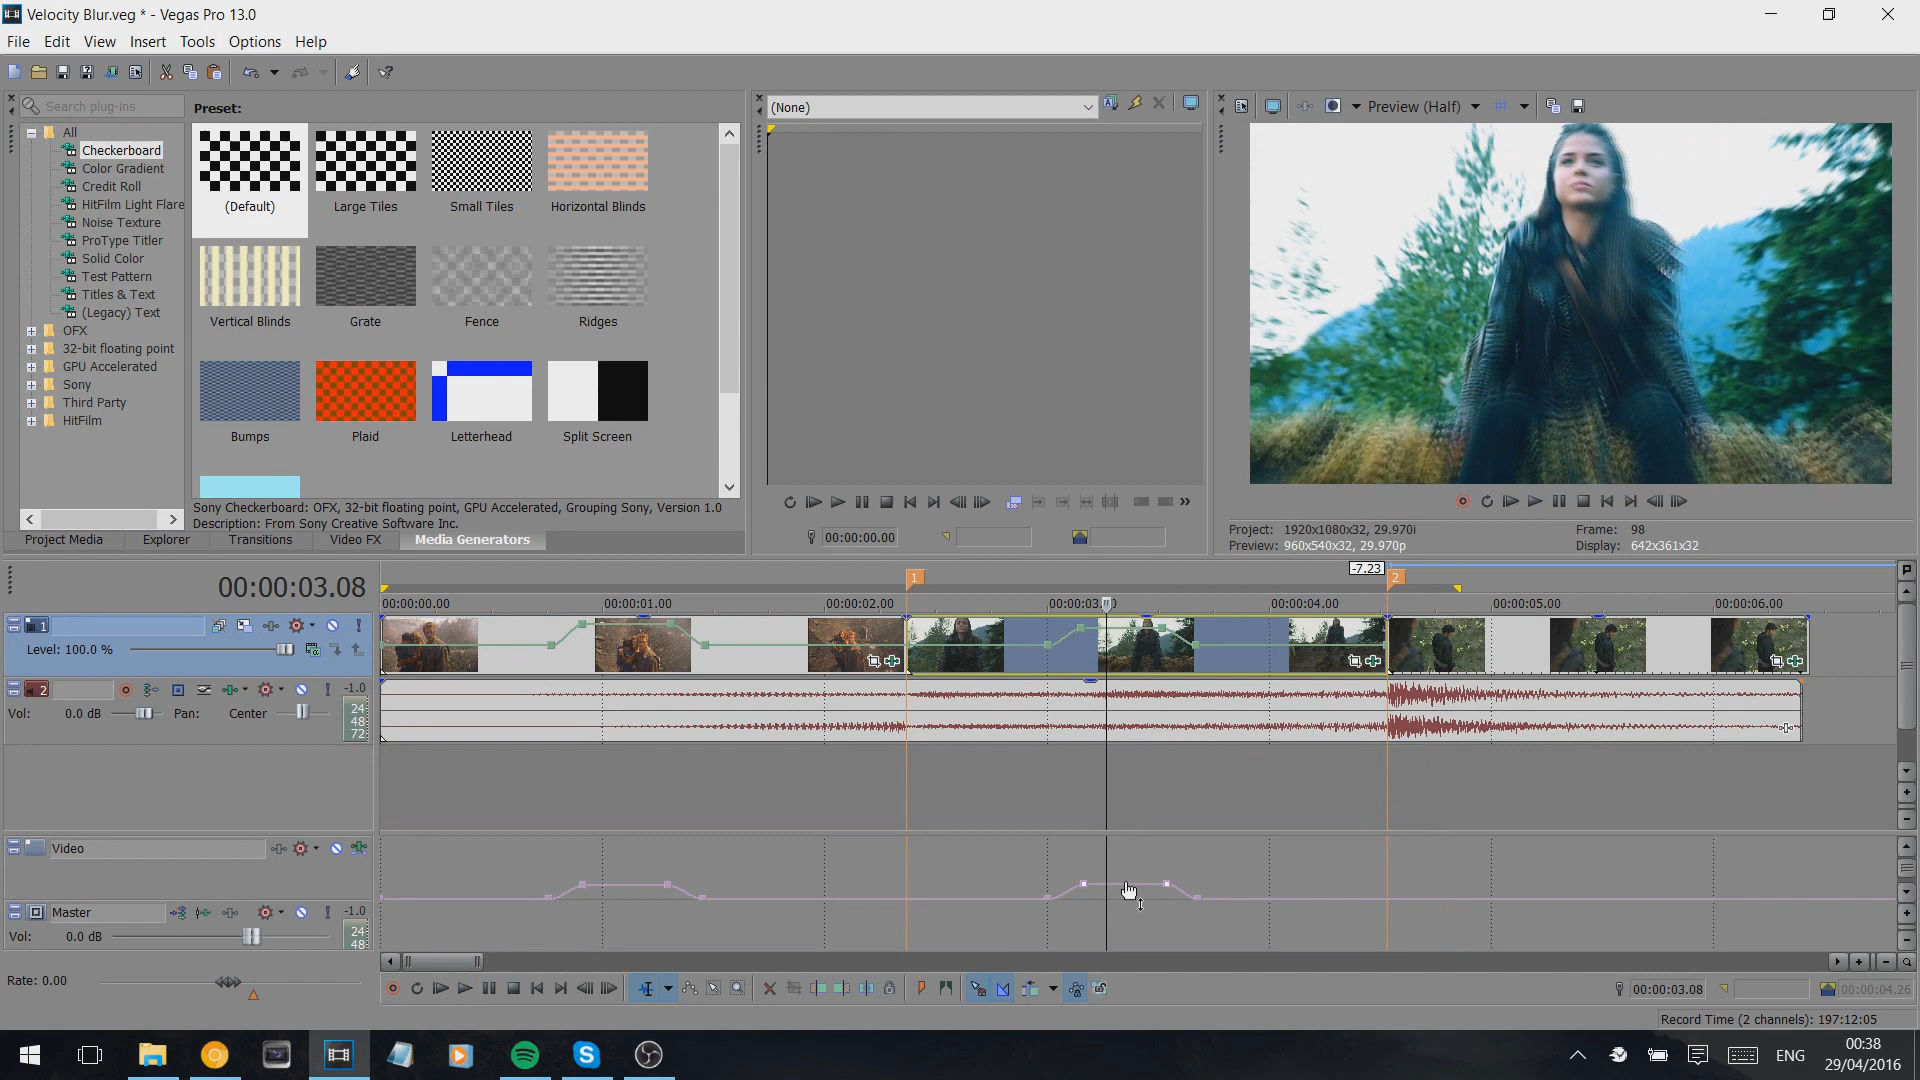 Velocity Blur.veg * - Vegas Pro 13.0
File Edit View Insert Tools Options Help
Search plug-ins
All
Checkerboard
Color Gradient
Credit Roll
HitFilm Light Flare
Noise Texture
ProType Titler
Solid Color
Test Pattern
Titles & Text
(Legacy) Text
OFX
32-bit floating point
GPU Accelerated
Sony
Third Party
HitFilm
Preset:
(Default) Large Tiles Small Tiles Horizontal Blinds
Vertical Blinds Grate Fence Ridges
Bumps Plaid Letterhead Split Screen
Sony Checkerboard: OFX, 32-bit floating point, GPU Accelerated, Grouping Sony, Version 1.0
Description: From Sony Creative Software Inc.
Project Media Explorer Transitions Video FX Media Generators
(None)
00:00:00.00
Preview (Half)
Project: 1920x1080x32, 29.970i
Preview: 960x540x32, 29.970p
Frame: 98
Display: 642x361x32
00:00:03.08
-7.23
1 2
00:00:00.00 00:00:01.00 00:00:02.00 00:00:03.00 00:00:04.00 00:00:05.00 00:00:06.00
1
Level: 100.0 %
2
-1.0
Vol: 0.0 dB Pan: Center
24
48
72
Video
Master
-1.0
Vol: 0.0 dB
24
48
Rate: 0.00
00:00:03.08
00:00:04.26
Record Time (2 channels): 197:12:05
ENG
00:38
29/04/2016